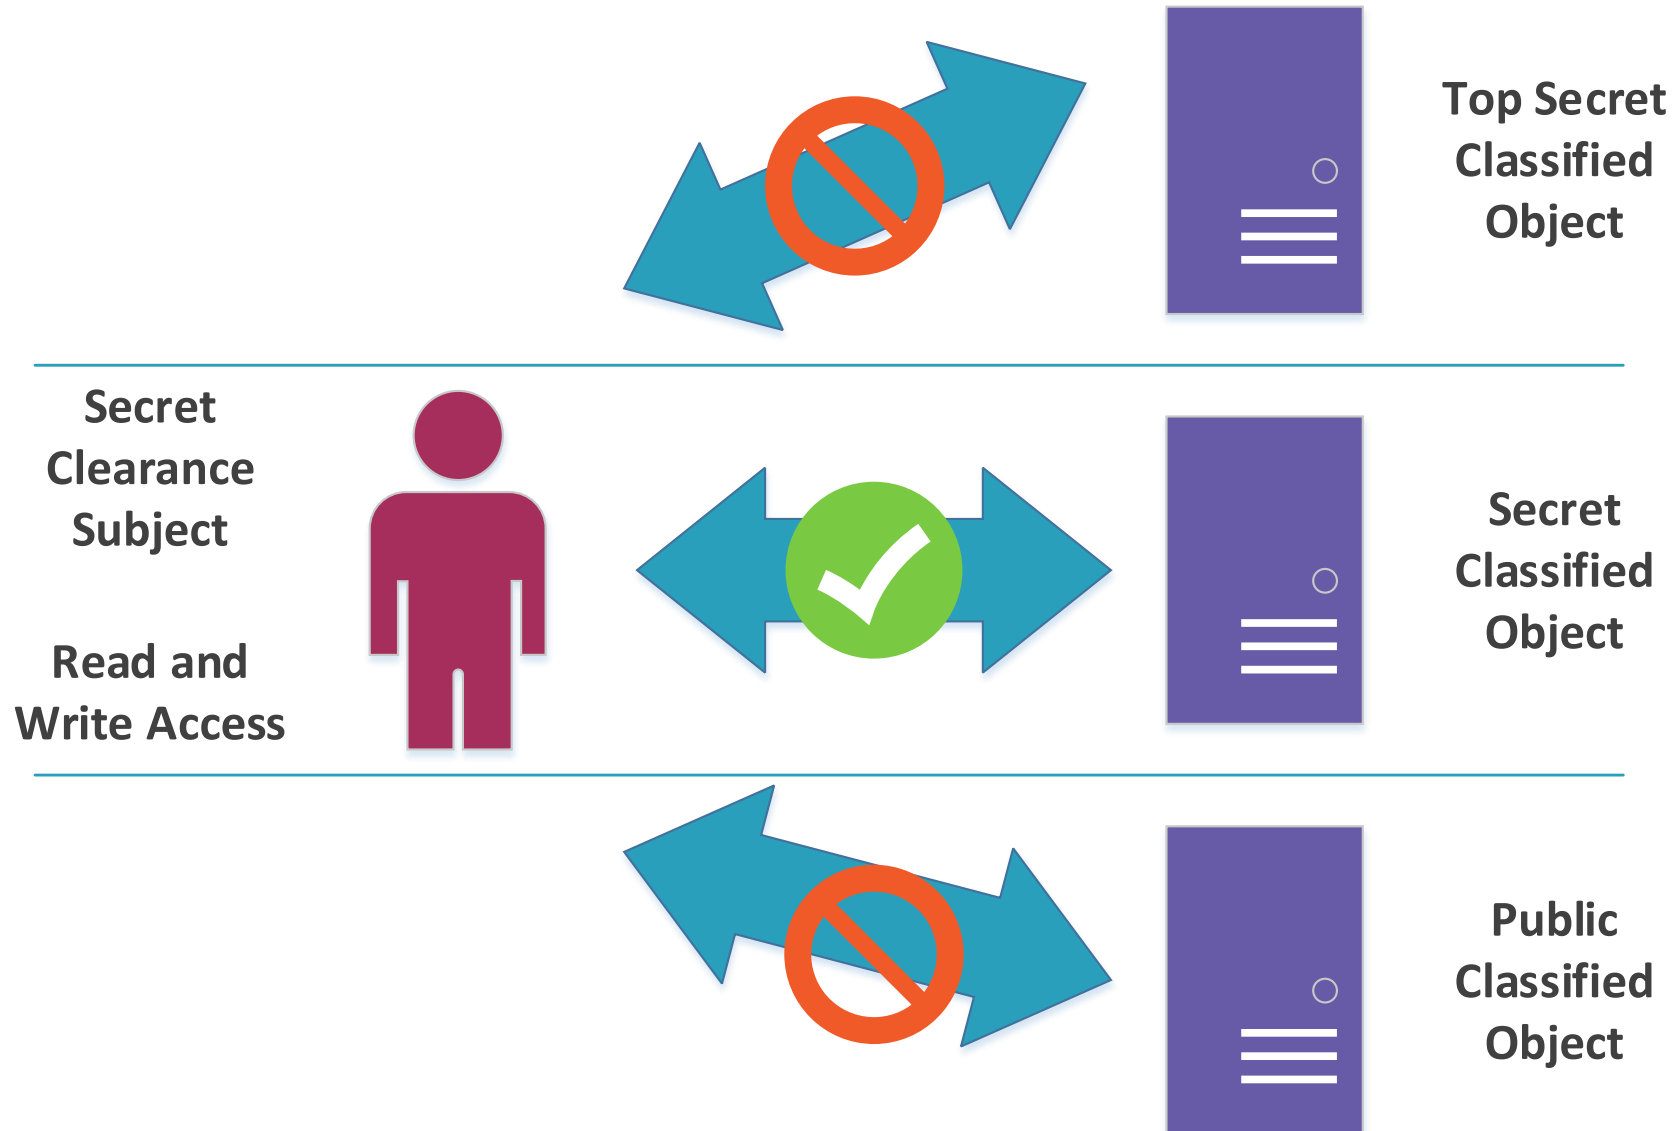 Top Secret
Classified
Object
Secret
Clearance
Subject
Read and
Write Access
Secret
Classified
Object
Public
Classified
Object